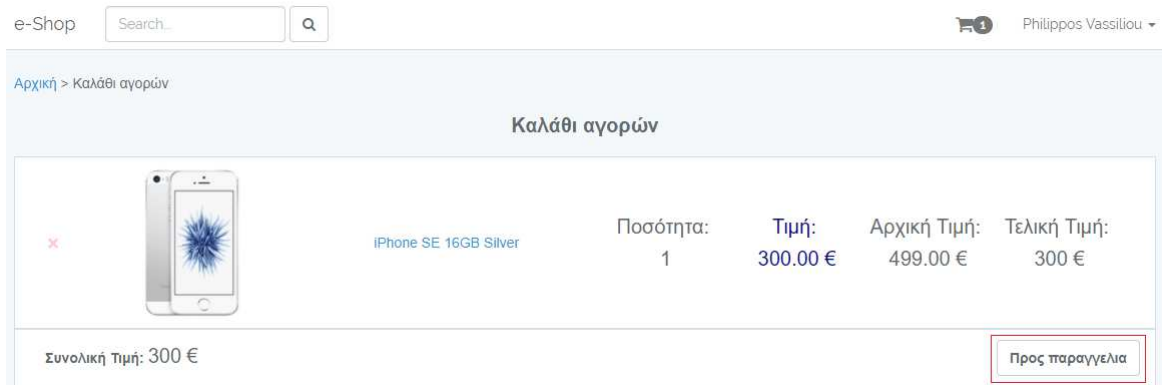 e-Shop Search... 1 Philippos Vassiliou
Αρχική > Καλάθι αγορών
Καλάθι αγορών
iPhone SE 16GB Silver
Ποσότητα: Τιμή: Αρχική Τιμή: Τελική Τιμή:
1 300.00 € 499.00 € 300 €
Συνολική Τιμή: 300 € Προς παραγγελια